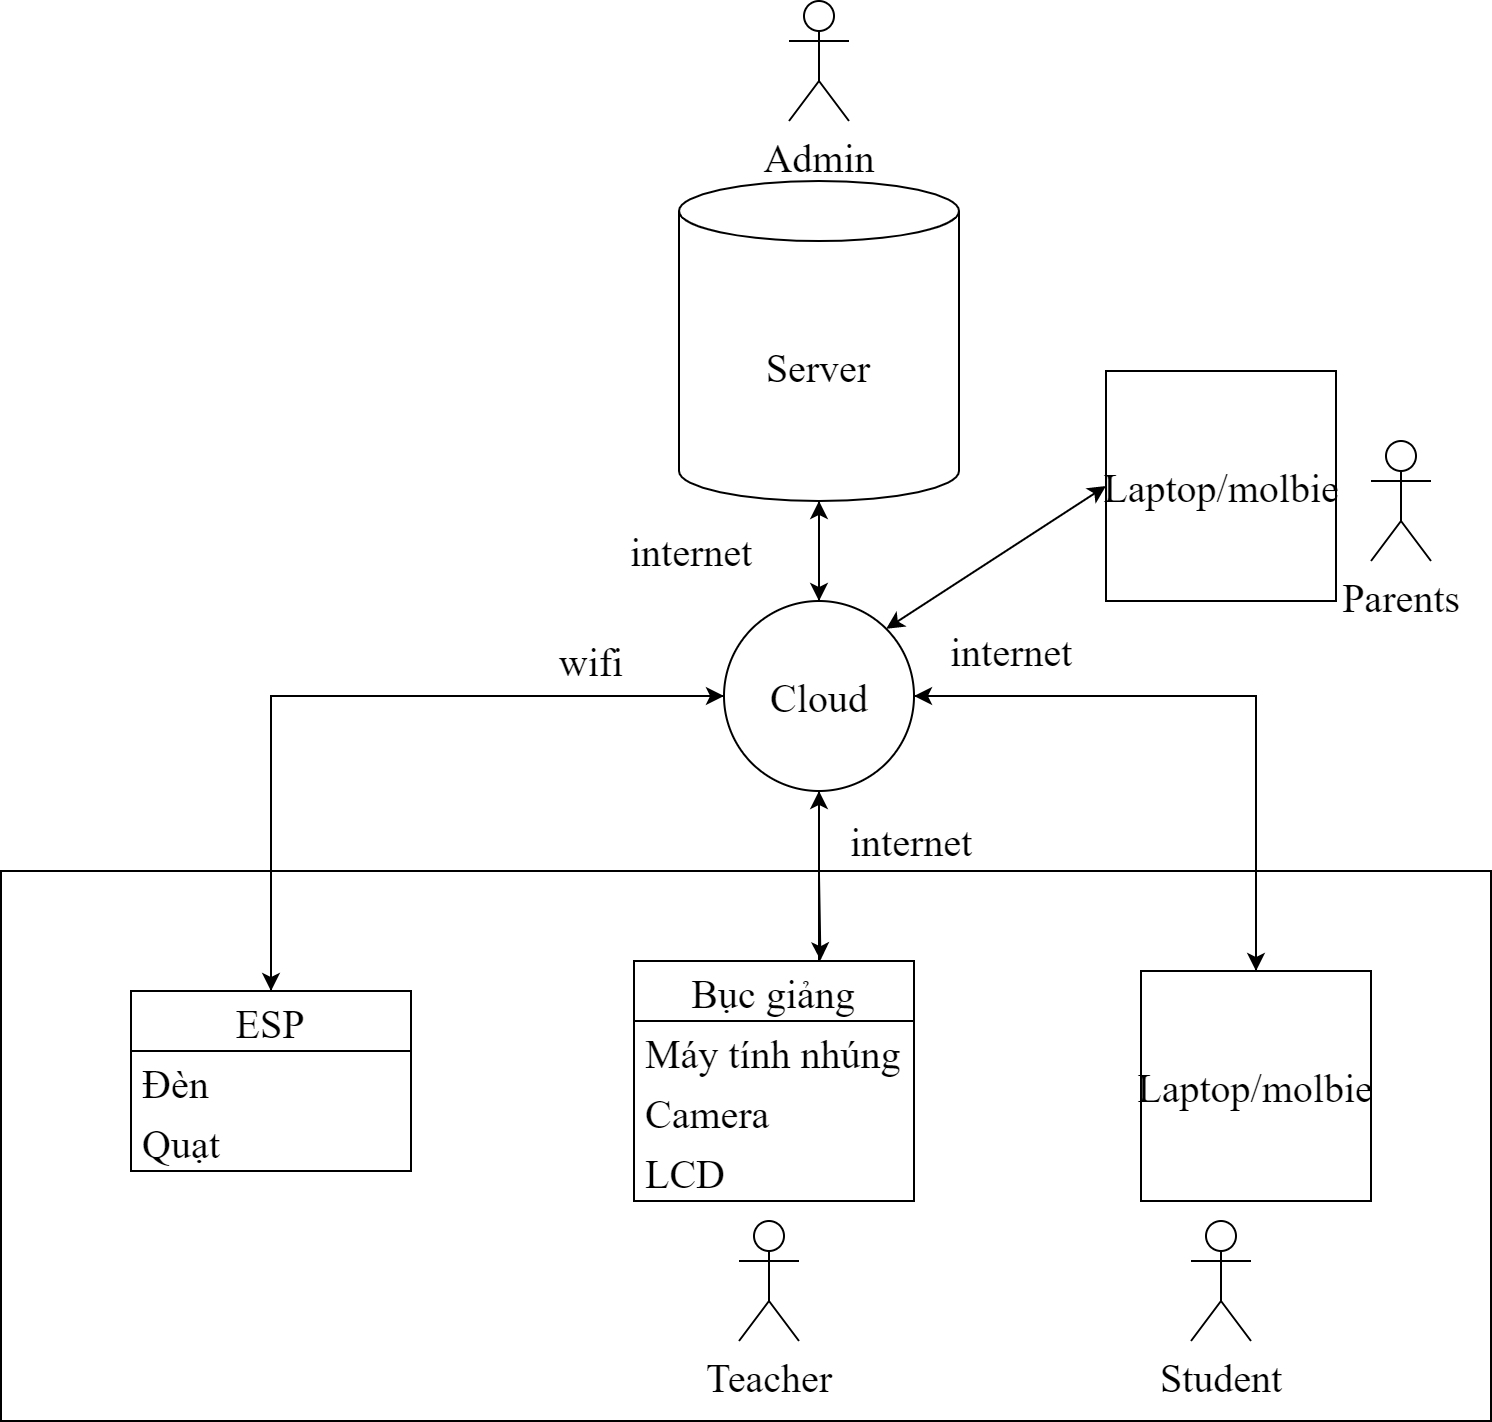 Admin
Server
Laptop/molbie
Parents
internet
wifi
internet
Cloud
internet
ESP
Đèn
Quạt
Bục giảng
Máy tính nhúng
Camera
LCD
Laptop/molbie
Teacher
Student